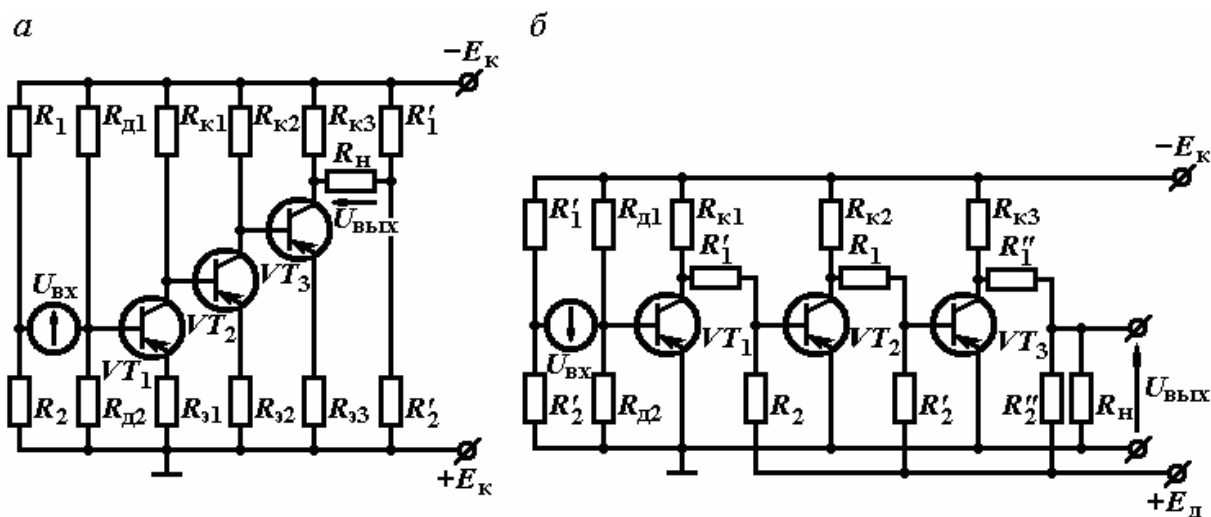 а
−Eк
R1 Rд1 Rк1 Rк2 Rк3 R′1
Rн
Uвых
VT3
Uвх
VT2
VT1
R2 Rд2 Rэ1 Rэ2 Rэ3 R′2
+Eк
б
−Eк
R′1 Rд1 Rк1 Rк2 Rк3
R′1 R1 R″1
Uвх VT1 VT2 VT3
R′2 Rд2 R2 R′2 R″2 Rн Uвых
+Eд